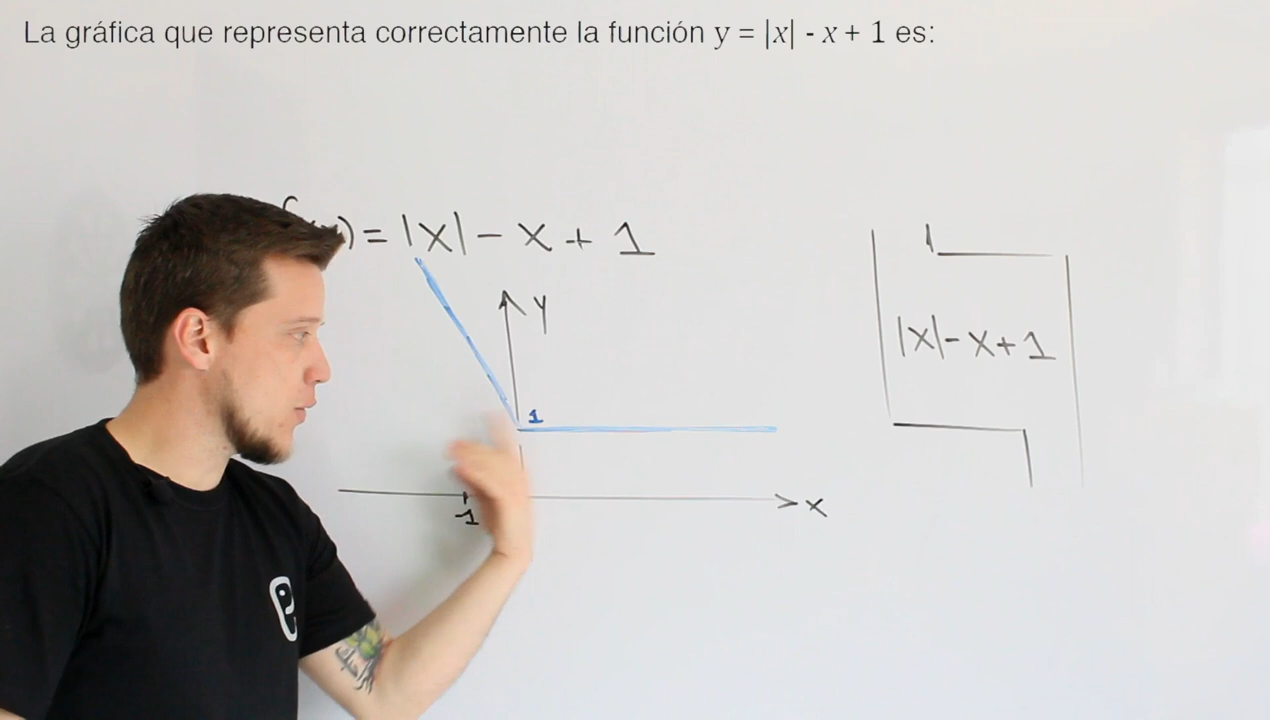 La gráfica que representa correctamente la función y = |x| - x + 1 es:
) = |x| - x + 1
y
1
|x| - x + 1
1
x